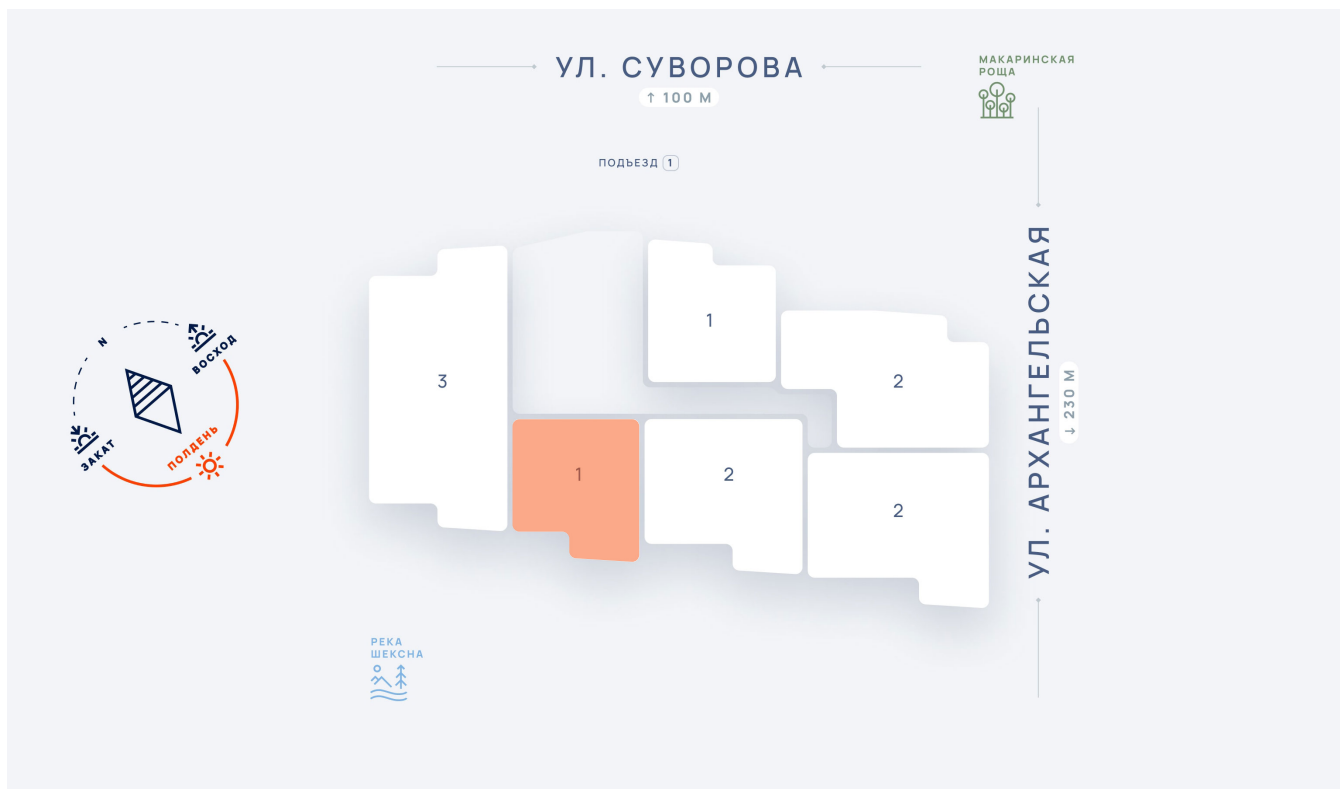 УЛ. СУВОРОВА
↑ 100 М
МАКАРИНСКАЯ
РОЩА
ПОДЪЕЗД 1
УЛ. АРХАНГЕЛЬСКАЯ
↓ 230 М
N
ВОСХОД
ПОЛДЕНЬ
ЗАКАТ
3
1
2
1
2
2
РЕКА
ШЕКСНА